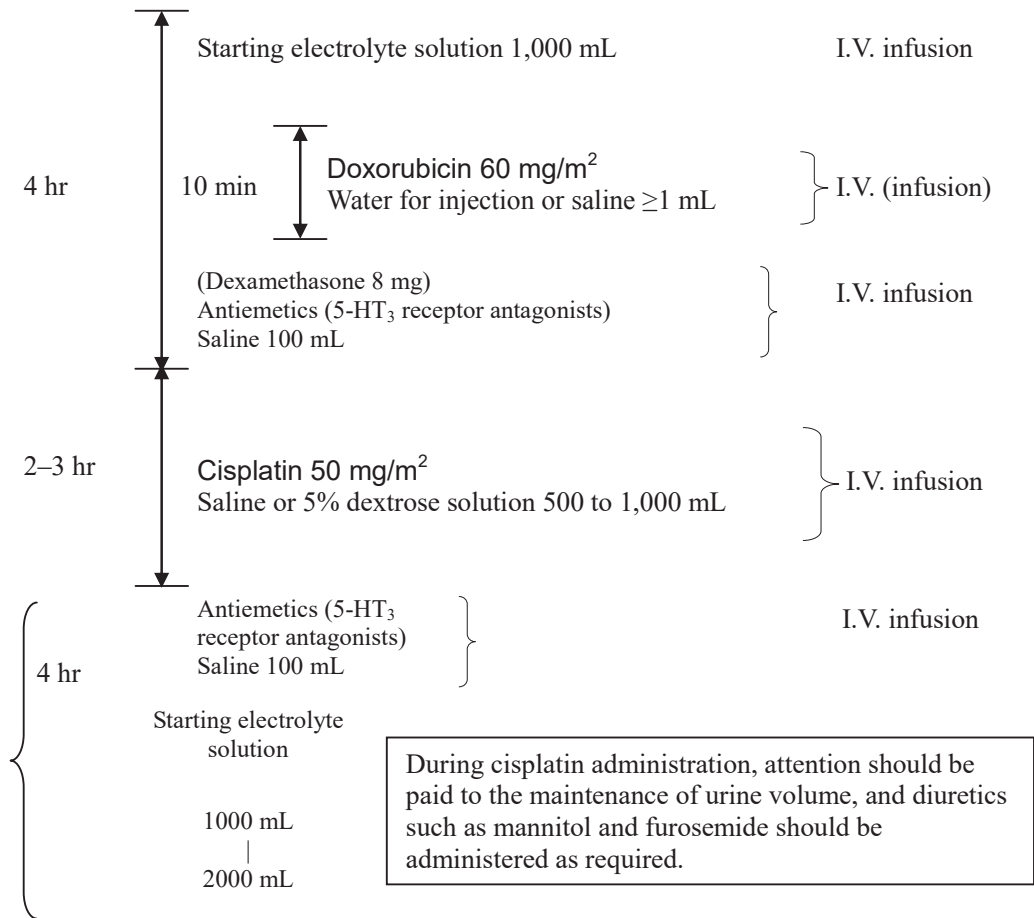 Starting electrolyte solution 1,000 mL I.V. infusion
4 hr 10 min Doxorubicin 60 mg/m² I.V. (infusion)
Water for injection or saline ≥1 mL
(Dexamethasone 8 mg) I.V. infusion
Antiemetics (5-HT₃ receptor antagonists)
Saline 100 mL
2–3 hr Cisplatin 50 mg/m² I.V. infusion
Saline or 5% dextrose solution 500 to 1,000 mL
Antiemetics (5-HT₃ I.V. infusion
receptor antagonists)
Saline 100 mL
4 hr
Starting electrolyte
solution
1000 mL
|
2000 mL
During cisplatin administration, attention should be
paid to the maintenance of urine volume, and diuretics
such as mannitol and furosemide should be
administered as required.